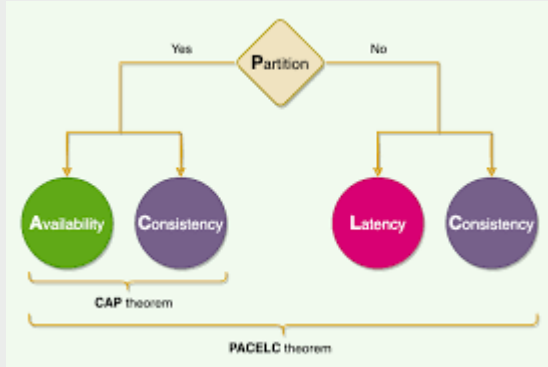 Yes
Partition
No
Availability
Consistency
Latency
Consistency
CAP theorem
PACELC theorem